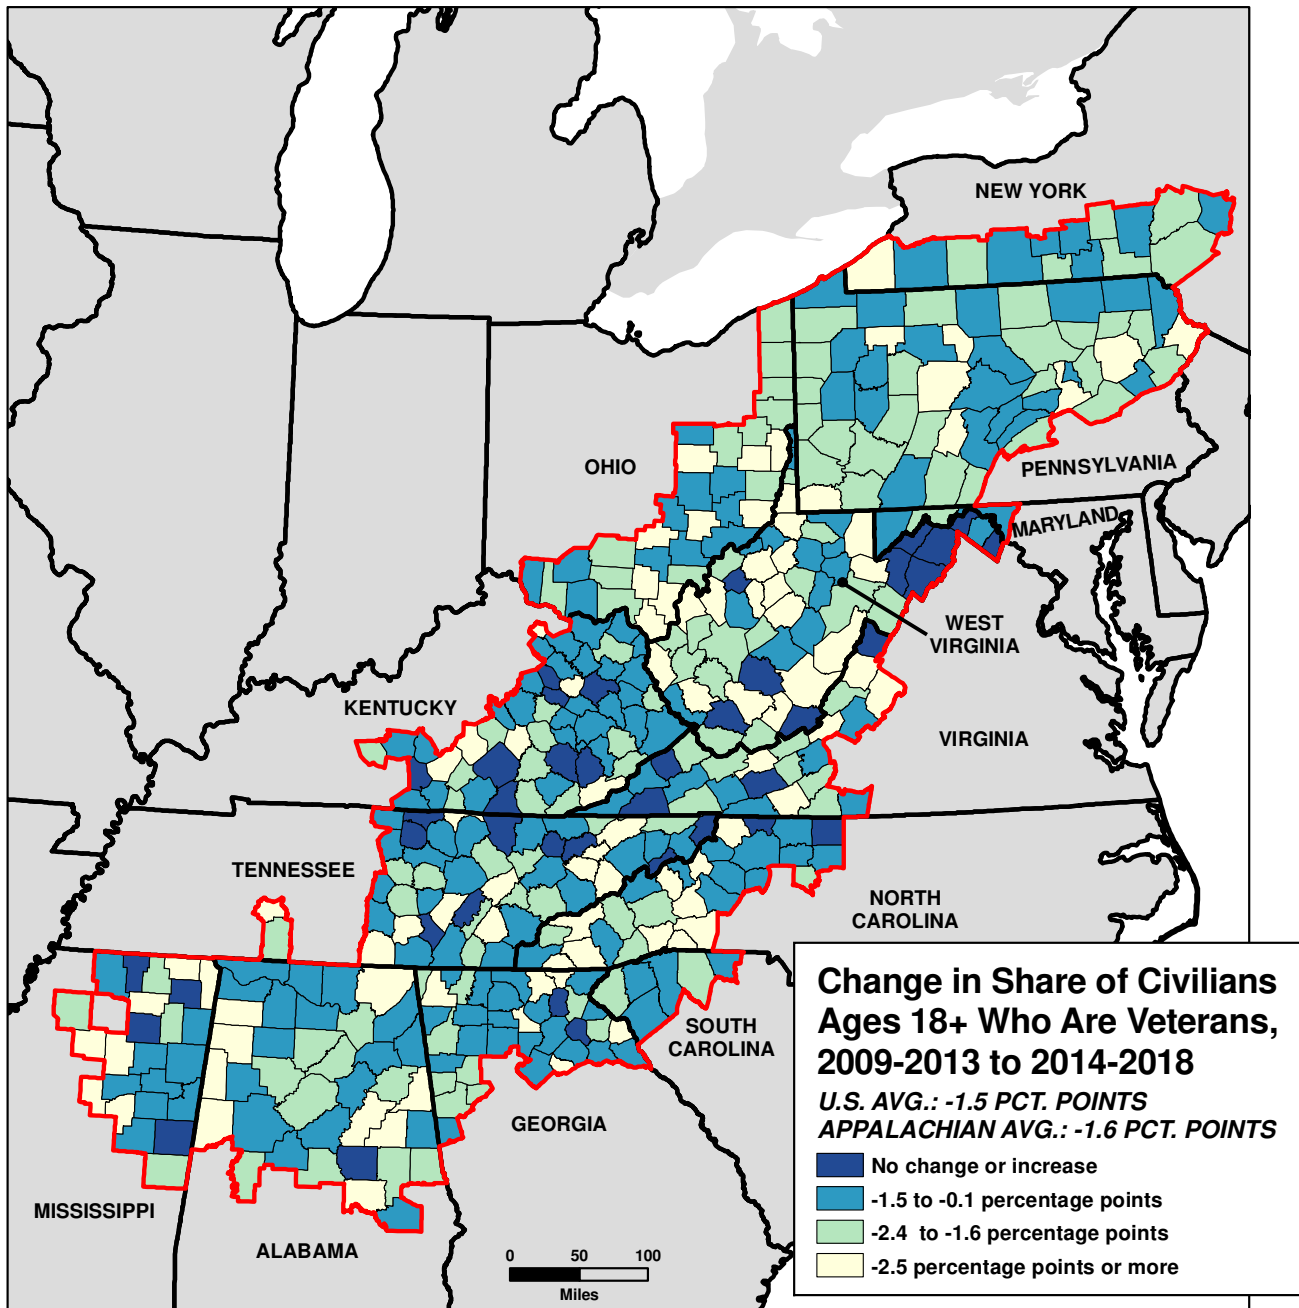 NEW YORK
OHIO
PENNSYLVANIA
MARYLAND
WEST
VIRGINIA
KENTUCKY
VIRGINIA
TENNESSEE
NORTH
CAROLINA
SOUTH
CAROLINA
GEORGIA
MISSISSIPPI
ALABAMA
0 50 100
Miles
Change in Share of Civilians
Ages 18+ Who Are Veterans,
2009-2013 to 2014-2018
U.S. AVG.: -1.5 PCT. POINTS
APPALACHIAN AVG.: -1.6 PCT. POINTS
No change or increase
-1.5 to -0.1 percentage points
-2.4 to -1.6 percentage points
-2.5 percentage points or more